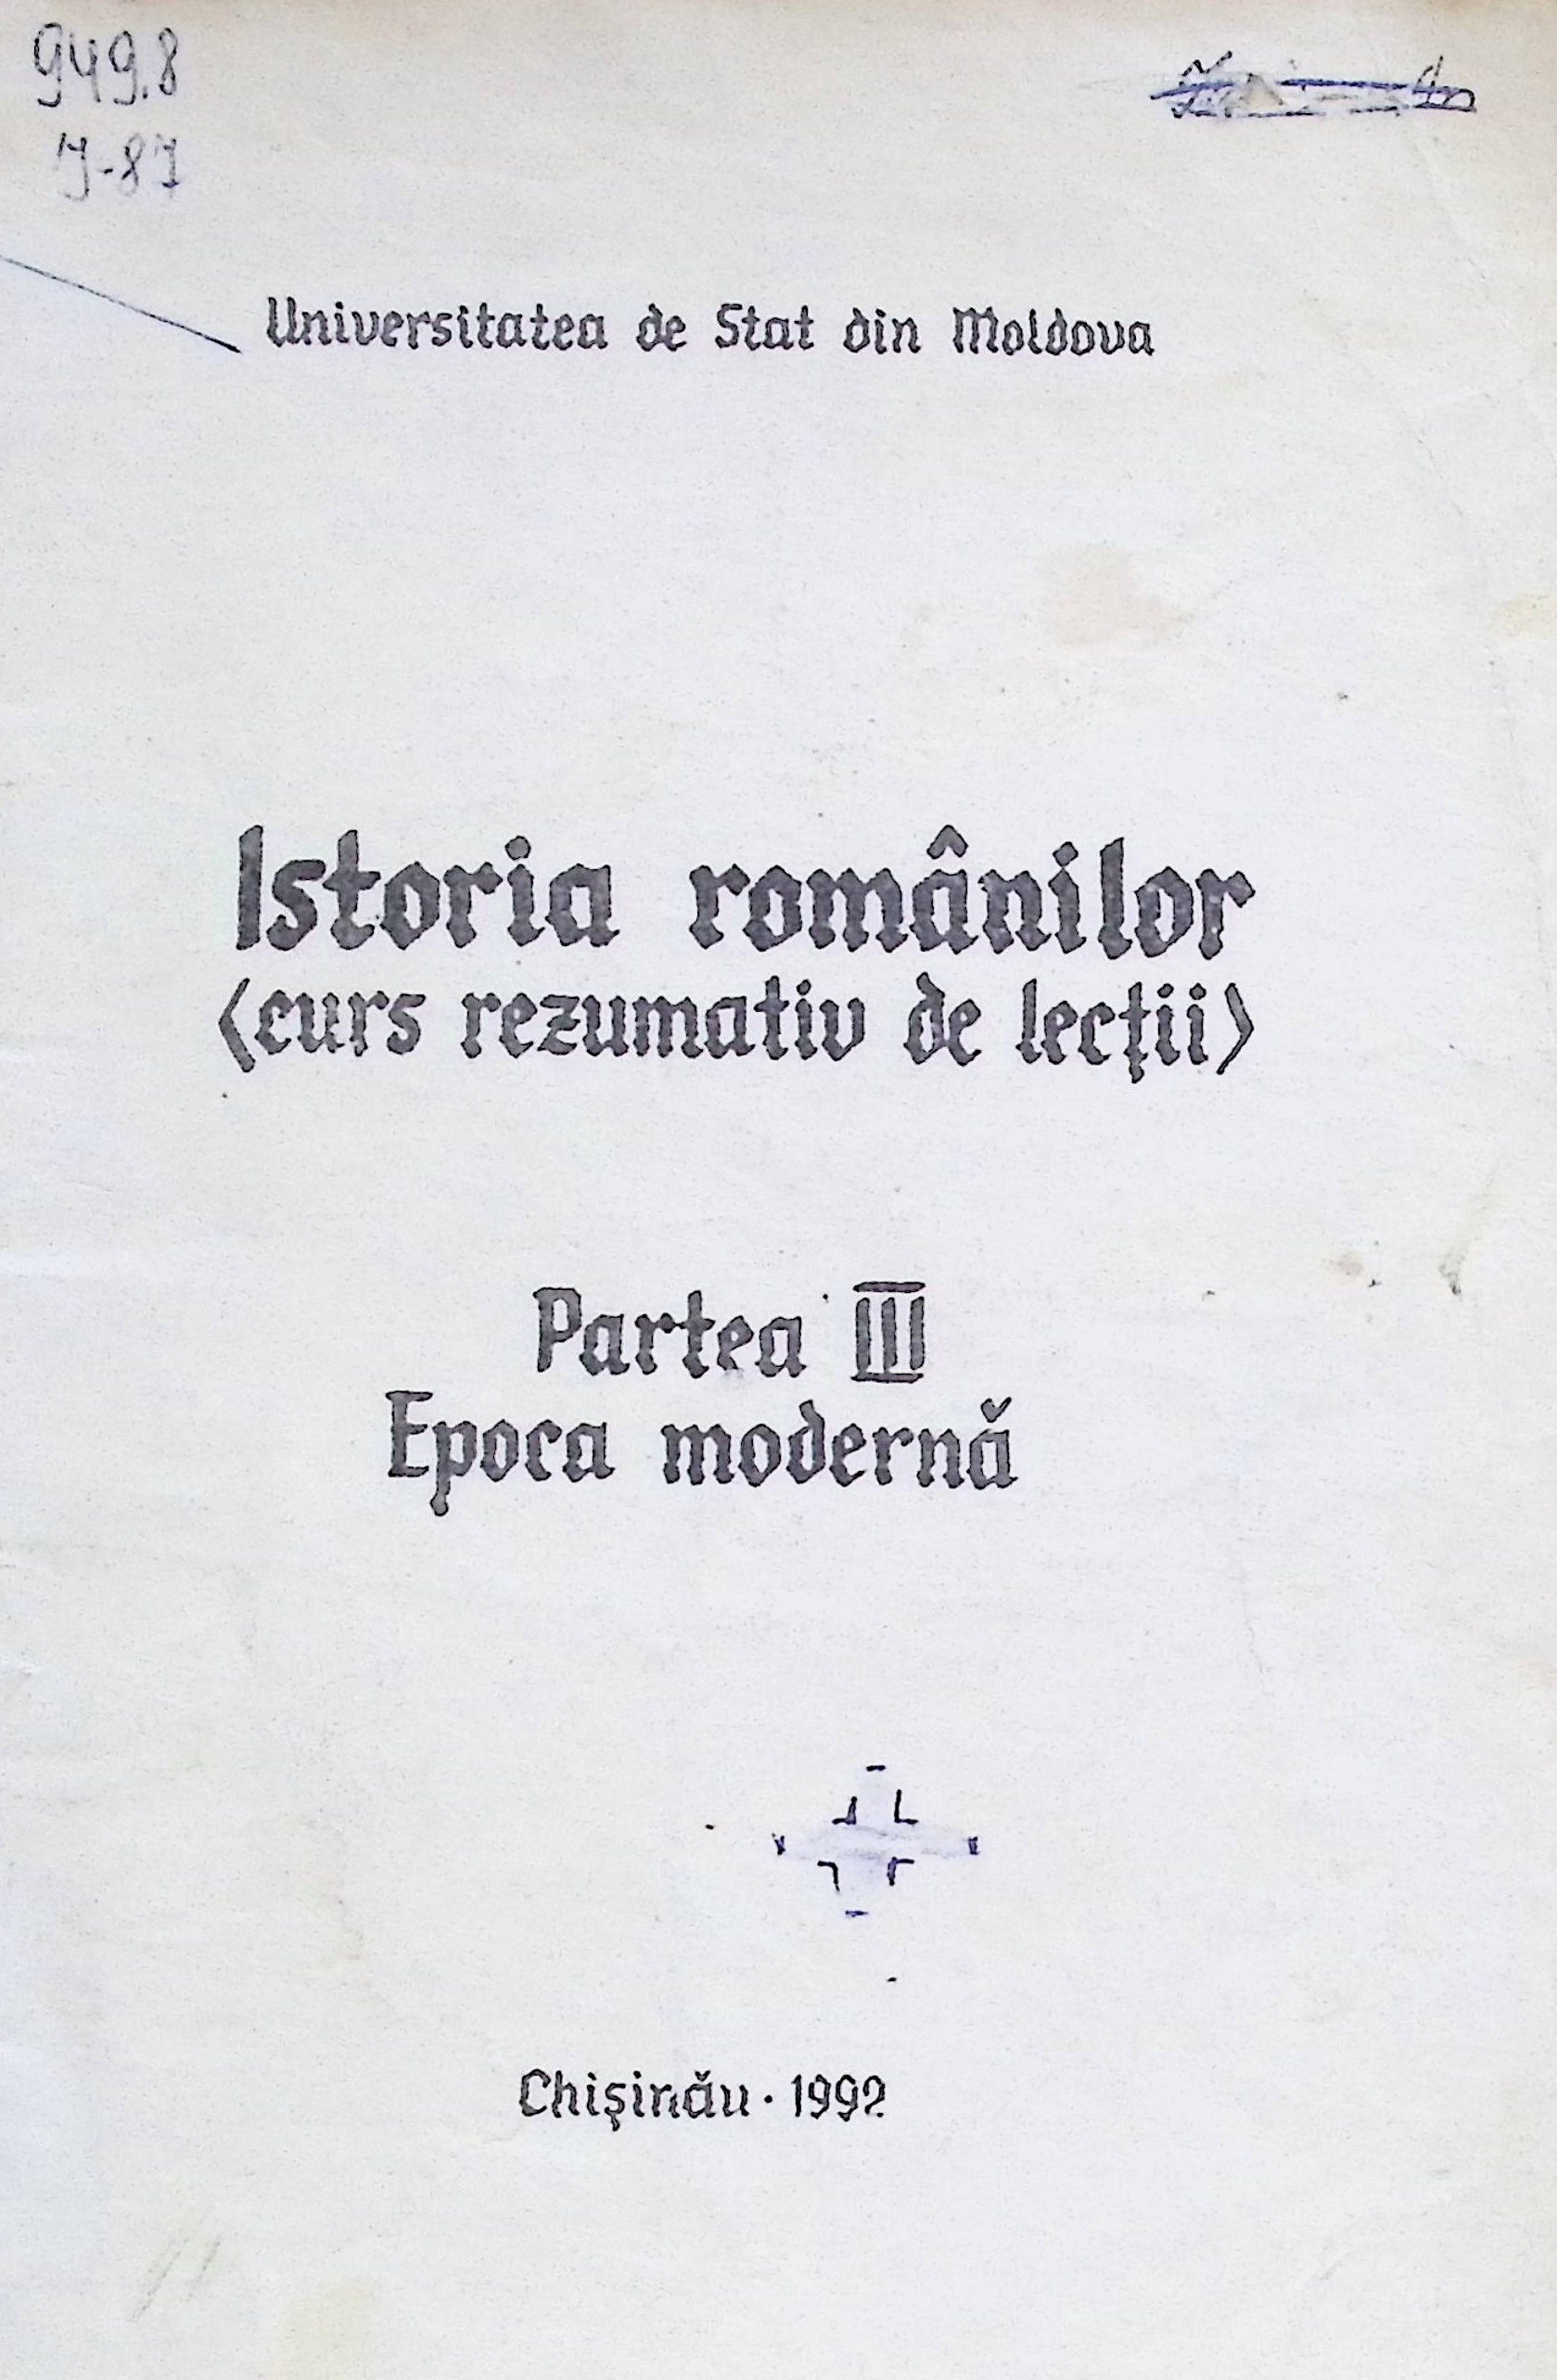 949.8
J-87
Universitatea de Stat din Moldova
Istoria românilor
(curs rezumativ de lecţii)
Partea III
Epoca modernă
Chişinău · 1992